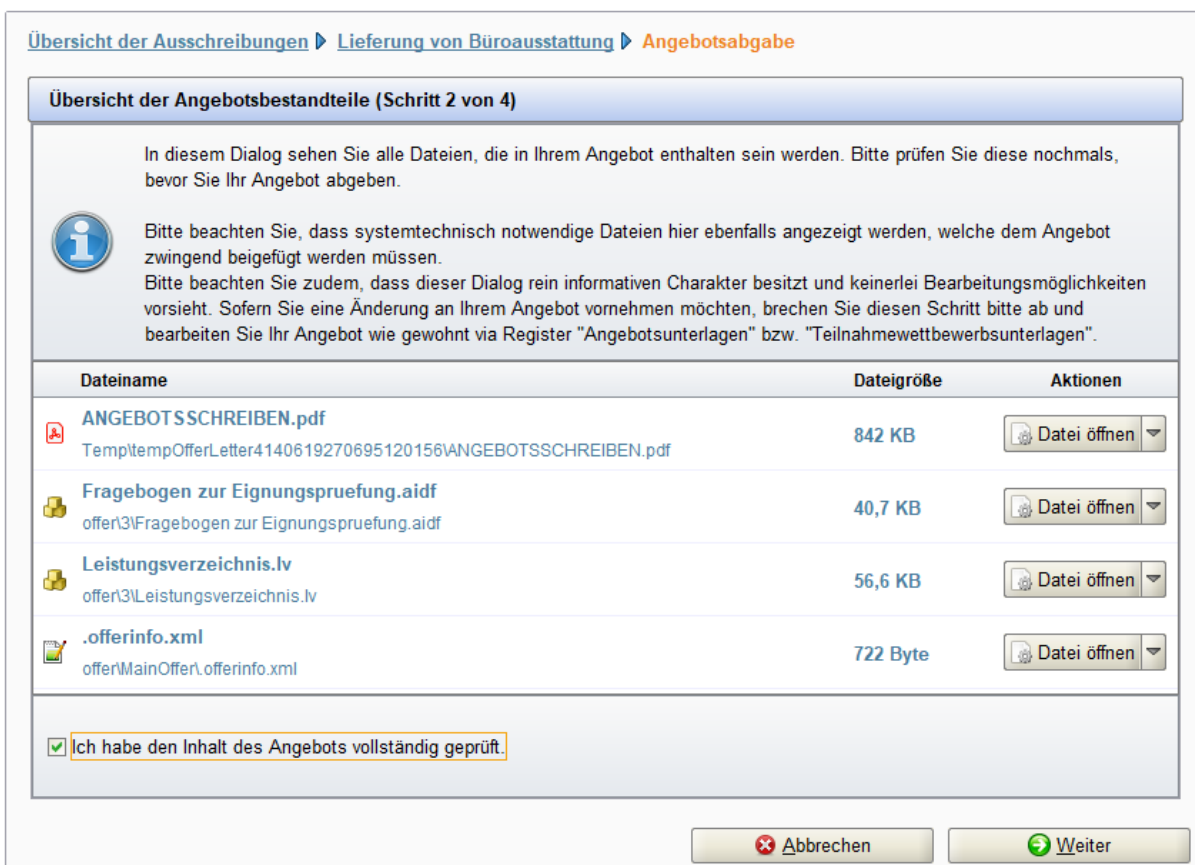 Übersicht der Ausschreibungen Lieferung von Büroausstattung Angebotsabgabe
Übersicht der Angebotsbestandteile (Schritt 2 von 4)
In diesem Dialog sehen Sie alle Dateien, die in Ihrem Angebot enthalten sein werden. Bitte prüfen Sie diese nochmals,
bevor Sie Ihr Angebot abgeben.
Bitte beachten Sie, dass systemtechnisch notwendige Dateien hier ebenfalls angezeigt werden, welche dem Angebot
zwingend beigefügt werden müssen.
Bitte beachten Sie zudem, dass dieser Dialog rein informativen Charakter besitzt und keinerlei Bearbeitungsmöglichkeiten
vorsieht. Sofern Sie eine Änderung an Ihrem Angebot vornehmen möchten, brechen Sie diesen Schritt bitte ab und
bearbeiten Sie Ihr Angebot wie gewohnt via Register "Angebotsunterlagen" bzw. "Teilnahmewettbewerbsunterlagen".
Dateiname Dateigröße Aktionen
ANGEBOTSSCHREIBEN.pdf
Temp\tempOfferLetter4140619270695120156\ANGEBOTSSCHREIBEN.pdf
842 KB Datei öffnen
Fragebogen zur Eignungspruefung.aidf
offer\3\Fragebogen zur Eignungspruefung.aidf
40,7 KB Datei öffnen
Leistungsverzeichnis.lv
offer\3\Leistungsverzeichnis.lv
56,6 KB Datei öffnen
.offerinfo.xml
offer\MainOffer\.offerinfo.xml
722 Byte Datei öffnen
Ich habe den Inhalt des Angebots vollständig geprüft.
Abbrechen Weiter